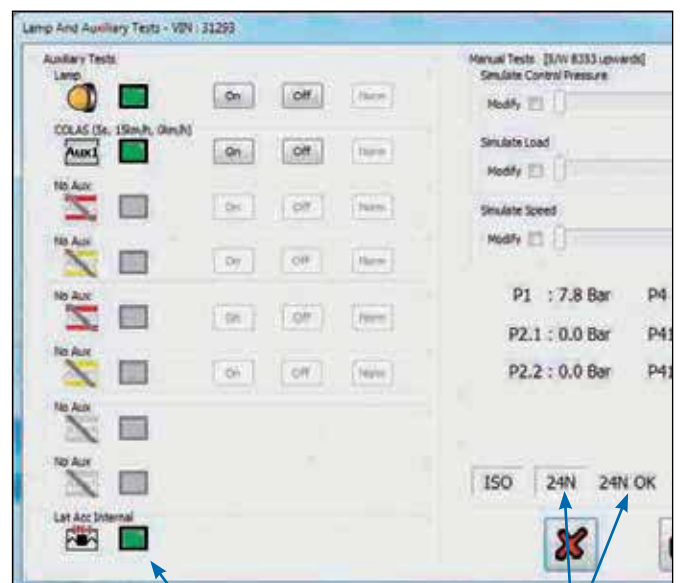 Lamp And Auxiliary Tests - VIN : 31293
Auxiliary Tests
Lamp
On Off Norm
COLAS (5s, 15km/h, 0km/h)
AUX1 On Off Norm
No Aux
On Off Norm
No Aux
On Off Norm
No Aux
On Off Norm
No Aux
On Off Norm
No Aux
No Aux
Lat Acc Internal
Manual Tests [S/W 8333 upwards]
Simulate Control Pressure
Modify
Simulate Load
Modify
Simulate Speed
Modify
P1 : 7.8 Bar P4
P2.1 : 0.0 Bar P41
P2.2 : 0.0 Bar P41
ISO 24N 24N OK